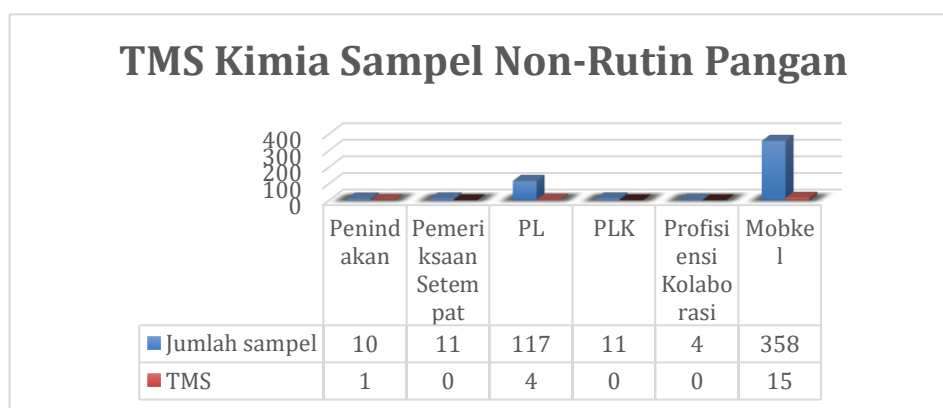 TMS Kimia Sampel Non-Rutin Pangan
400
300
200
100
0
Penind
akan
Pemeri
ksaan
Setem
pat
PL
PLK
Profisi
ensi
Kolabo
rasi
Mobke
l
Jumlah sampel 10 11 117 11 4 358
TMS 1 0 4 0 0 15